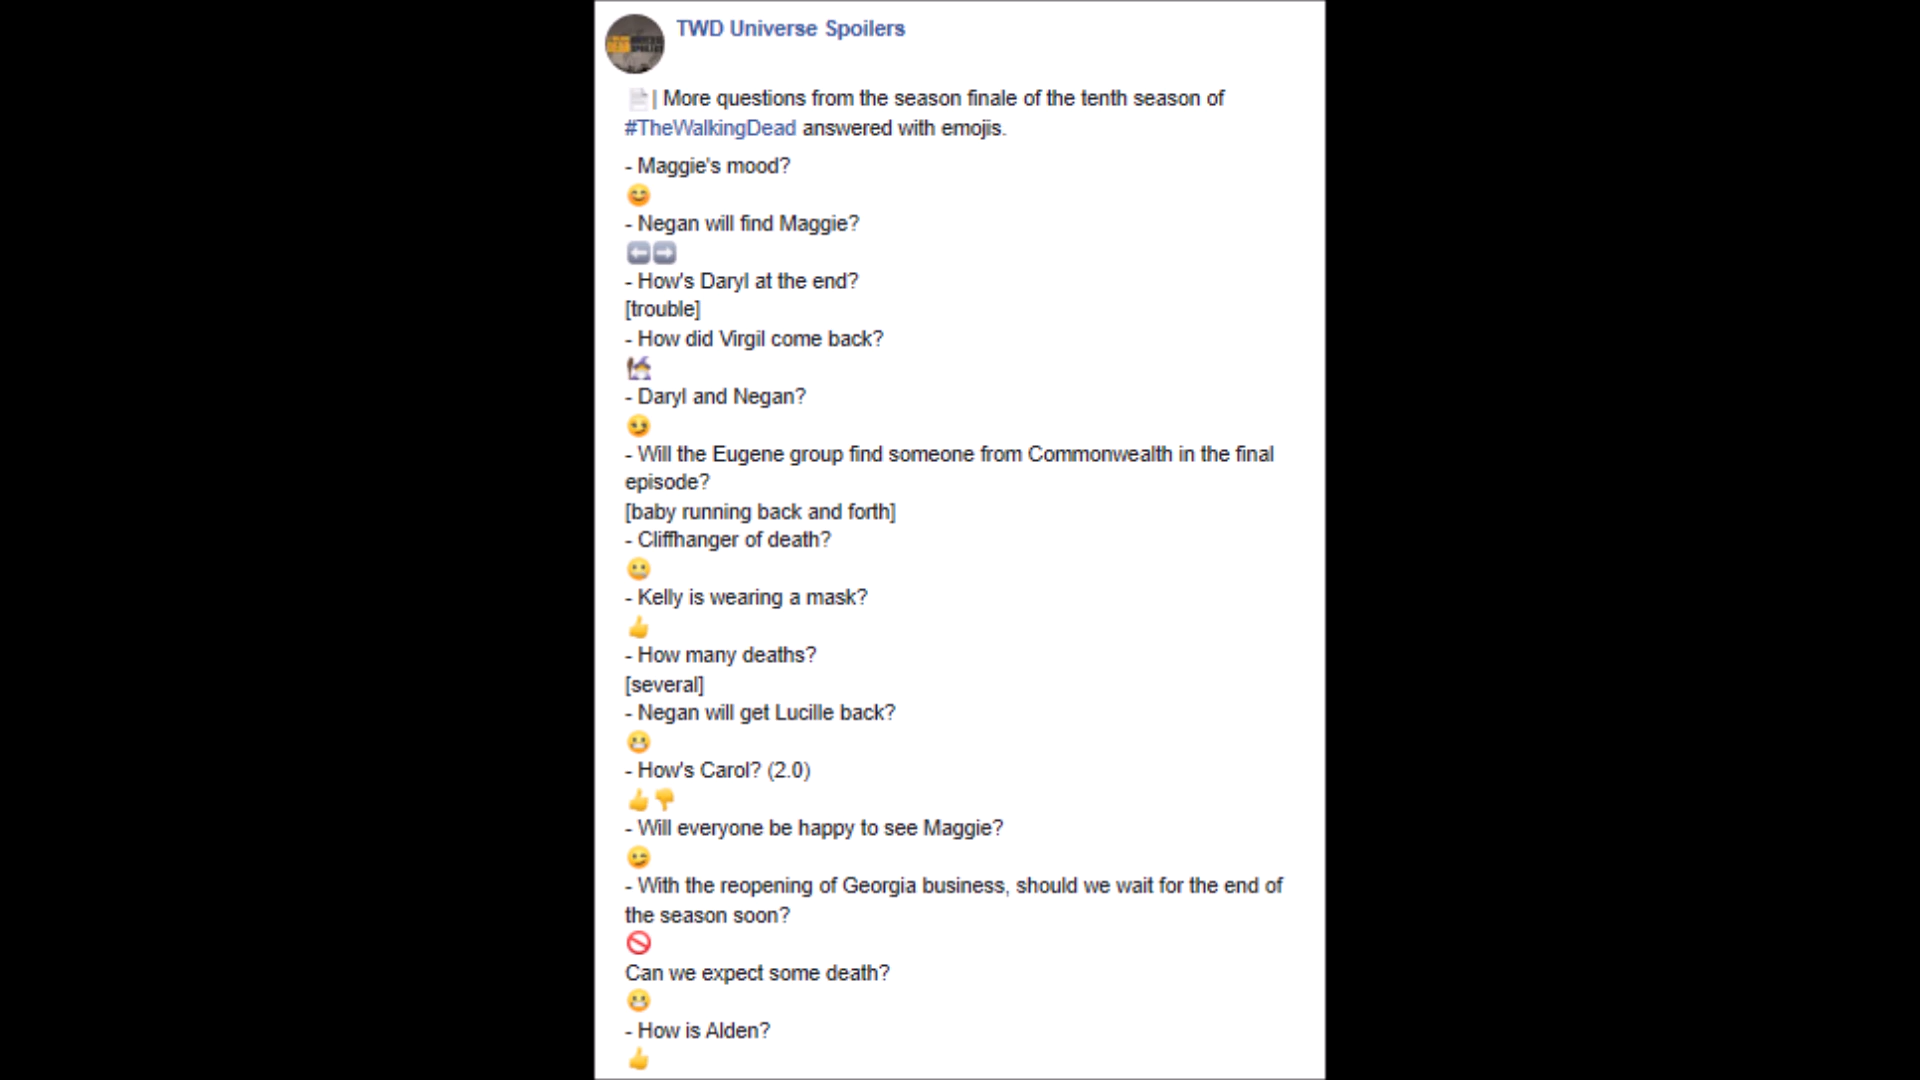 TWD Universe Spoilers
📄| More questions from the season finale of the tenth season of
#TheWalkingDead answered with emojis.
- Maggie's mood?
😊
- Negan will find Maggie?
⬅️➡️
- How's Daryl at the end?
[trouble]
- How did Virgil come back?
🧙
- Daryl and Negan?
🤕
- Will the Eugene group find someone from Commonwealth in the final
episode?
[baby running back and forth]
- Cliffhanger of death?
😀
- Kelly is wearing a mask?
👍
- How many deaths?
[several]
- Negan will get Lucille back?
😬
- How's Carol? (2.0)
👍👎
- Will everyone be happy to see Maggie?
😉
- With the reopening of Georgia business, should we wait for the end of
the season soon?
🚫
Can we expect some death?
😬
- How is Alden?
👍